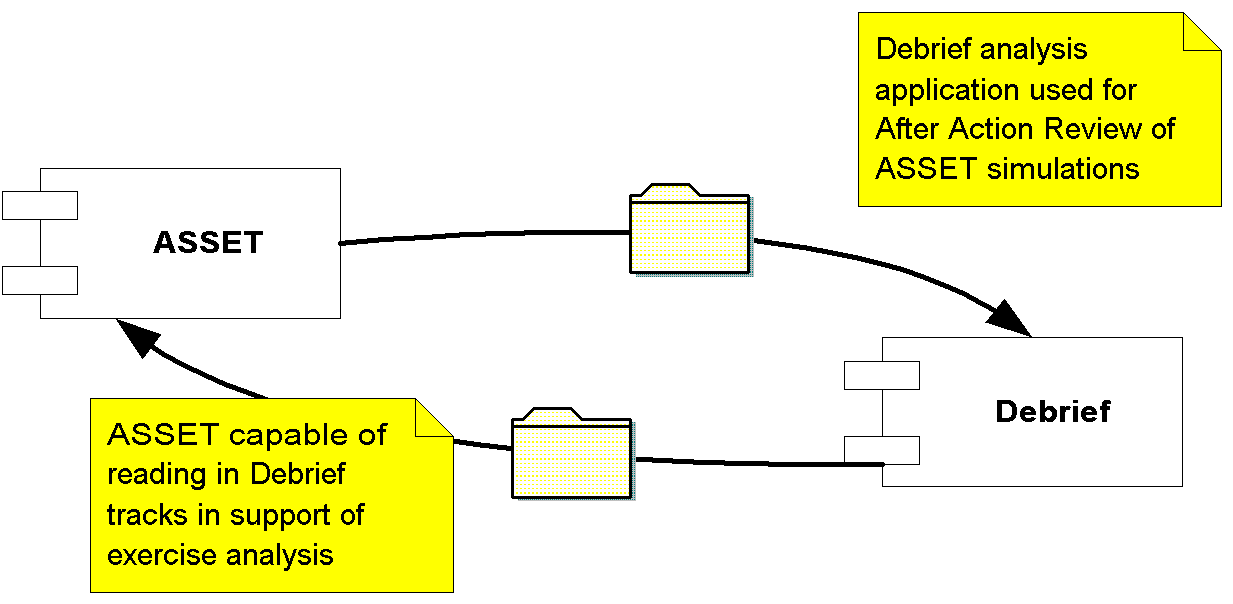 Debrief analysis
application used for
After Action Review of
ASSET simulations
ASSET
Debrief
ASSET capable of
reading in Debrief
tracks in support of
exercise analysis